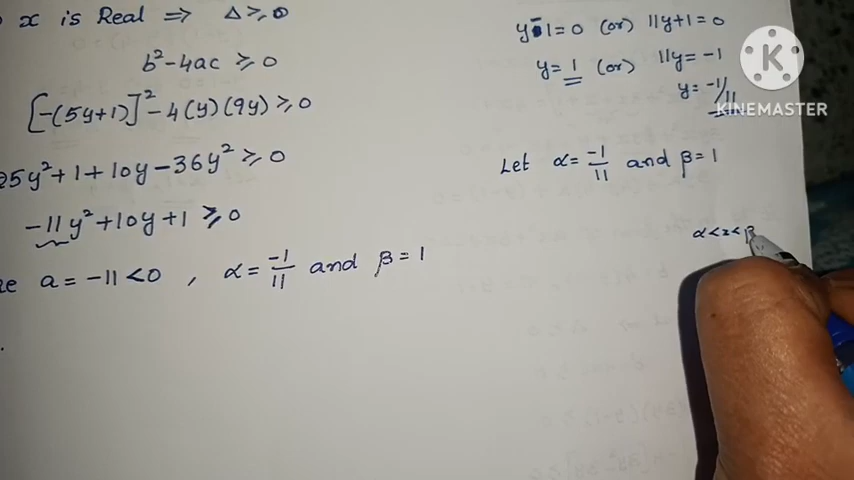 x is Real ⇒ Δ ≥ 0
b² - 4ac ≥ 0
[-(5y+1)]² - 4(y)(9y) ≥ 0
25y² + 1 + 10y - 36y² ≥ 0
-11y² + 10y + 1 ≥ 0
a = -11 < 0 , α = -1/11 and β = 1
y-1 = 0 (or) 11y+1 = 0
y = 1 (or) 11y = -1
y = -1/11
Let α = -1/11 and β = 1
α < x < β
K
KINEMASTER